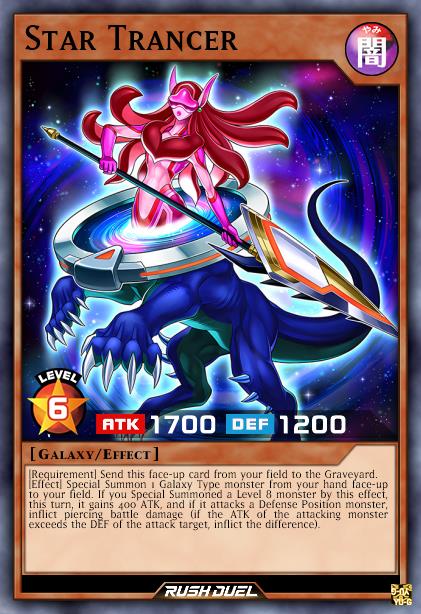 Star Trancer
やみ
闇
LEVEL
6
ATK 1700 DEF 1200
[Galaxy/Effect]
[Requirement] Send this face-up card from your field to the Graveyard.
[Effect] Special Summon 1 Galaxy Type monster from your hand face-up
to your field. If you Special Summoned a Level 8 monster by this effect,
this turn, it gains 400 ATK, and if it attacks a Defense Position monster,
inflict piercing battle damage (if the ATK of the attacking monster
exceeds the DEF of the attack target, inflict the difference).
RUSH DUEL